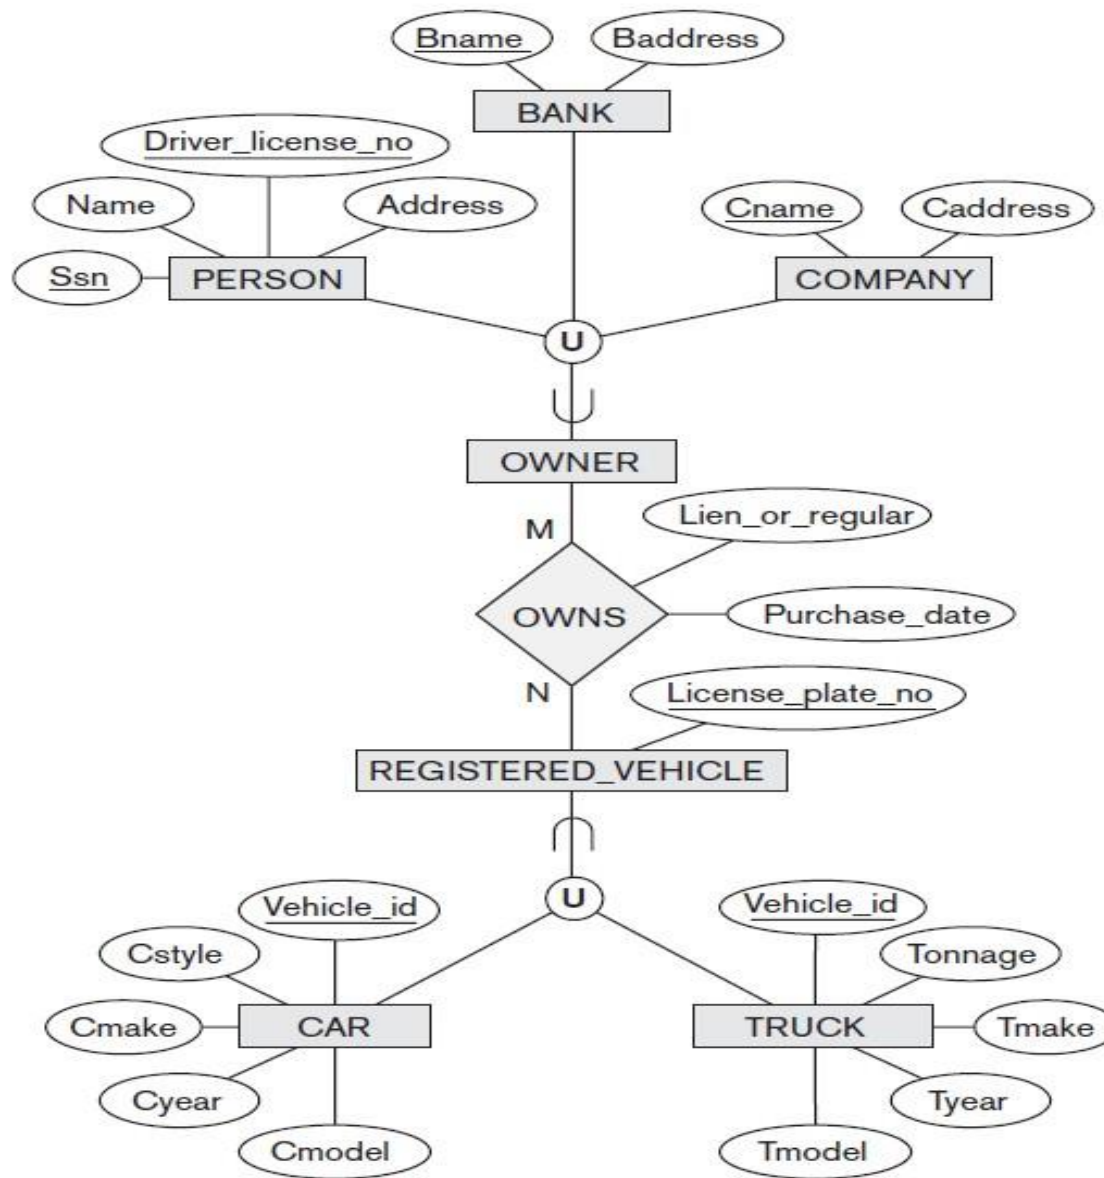 Bname Baddress
BANK
Driver_license_no
Name Address
Cname Caddress
Ssn PERSON
COMPANY
U
OWNER
M
Lien_or_regular
OWNS
Purchase_date
N
License_plate_no
REGISTERED_VEHICLE
U
Vehicle_id
Vehicle_id
Cstyle
Tonnage
Cmake CAR
TRUCK Tmake
Cyear
Tyear
Cmodel
Tmodel